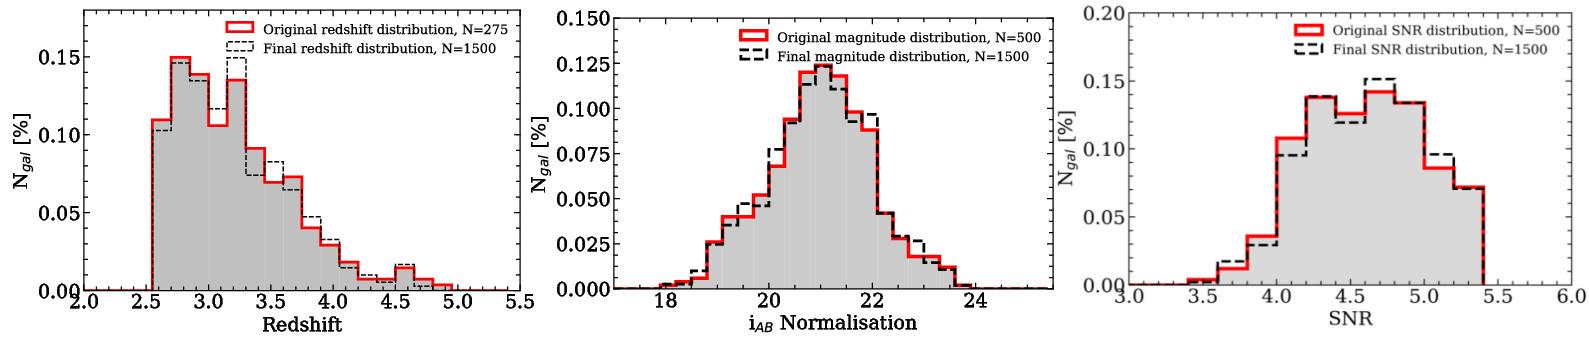 Original redshift distribution, N=275
Final redshift distribution, N=1500
0.15
0.10
0.05
0.00
N_gal [%]
2.0 2.5 3.0 3.5 4.0 4.5 5.0 5.5
Redshift
Original magnitude distribution, N=500
Final magnitude distribution, N=1500
0.150
0.125
0.100
0.075
0.050
0.025
0.000
N_gal [%]
18 20 22 24
i_AB Normalisation
Original SNR distribution, N=500
Final SNR distribution, N=1500
0.20
0.15
0.10
0.05
0.00
N_gal [%]
3.0 3.5 4.0 4.5 5.0 5.5 6.0
SNR